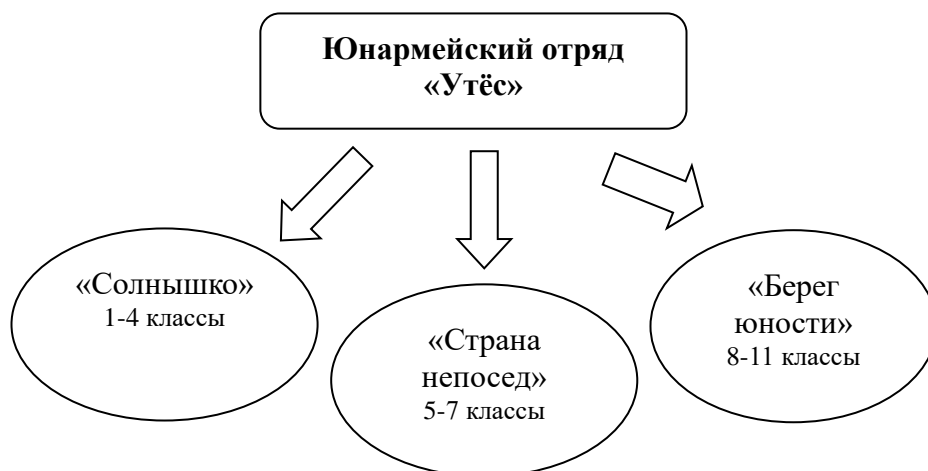 Юнармейский отряд
«Утёс»
«Солнышко»
1-4 классы
«Страна
непосед»
5-7 классы
«Берег
юности»
8-11 классы